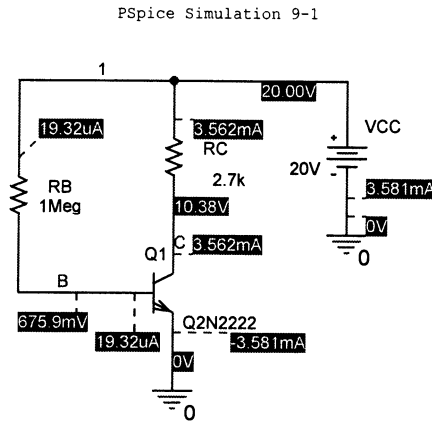 PSpice Simulation 9-1
1
20.00V
19.32uA
3.562mA
VCC
RC
+
20V
-
RB
1Meg
2.7k
3.581mA
10.38V
0V
C
3.562mA
Q1
0
B
675.9mV
Q2N2222
19.32uA
-3.581mA
0V
0